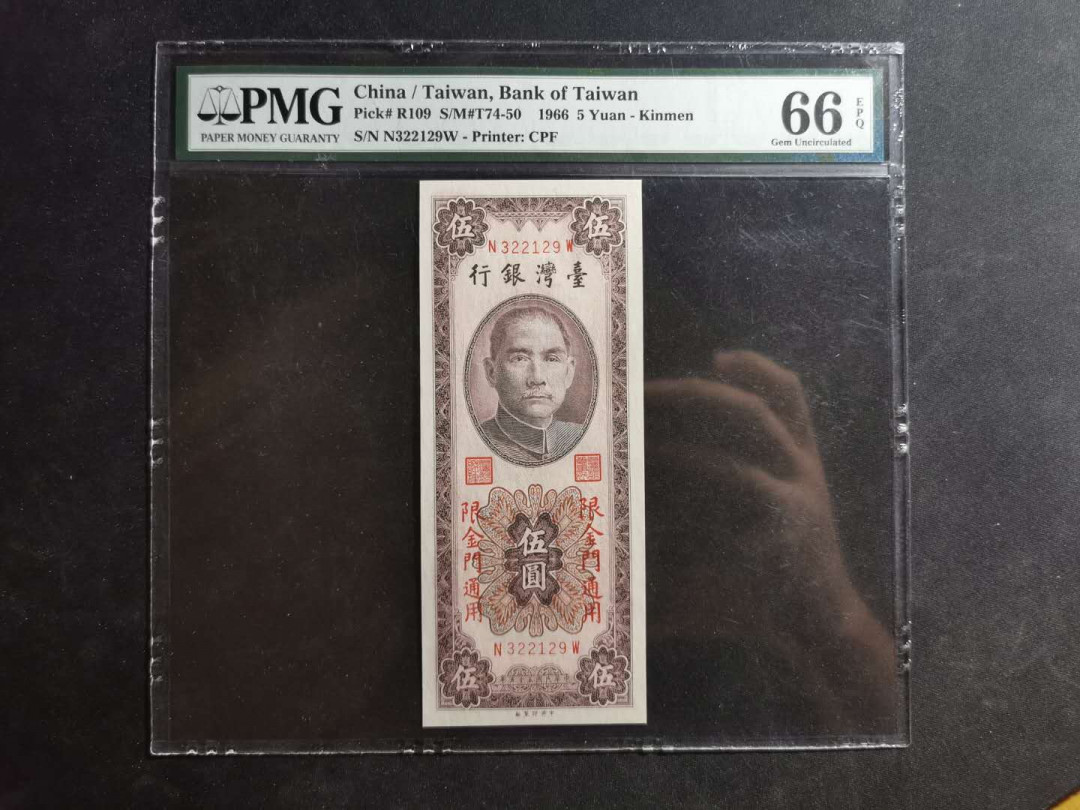 PMG
PAPER MONEY GUARANTY
China / Taiwan, Bank of Taiwan
Pick# R109 S/M#T74-50 1966 5 Yuan - Kinmen
S/N N322129W - Printer: CPF
66 EPQ
Gem Uncirculated
伍 伍
N322129W
行銀灣臺
限金門通用
伍圓
限金門通用
N322129W
伍 伍